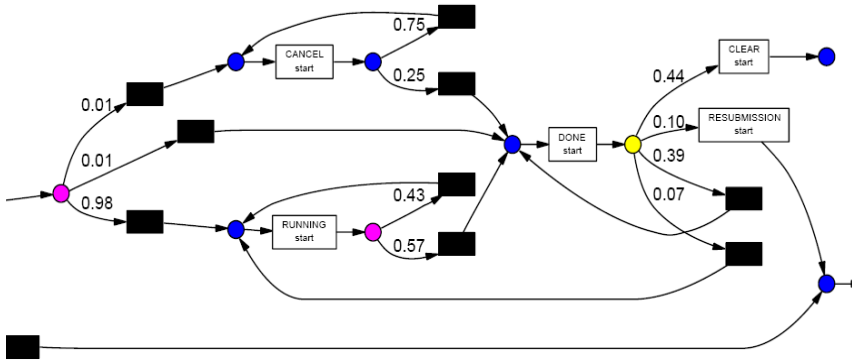 0.75
CANCEL
start
0.25
CLEAR
start
0.44
0.01
0.10
RESUBMISSION
start
0.01
DONE
start
0.39
0.07
0.43
0.98
RUNNING
start
0.57